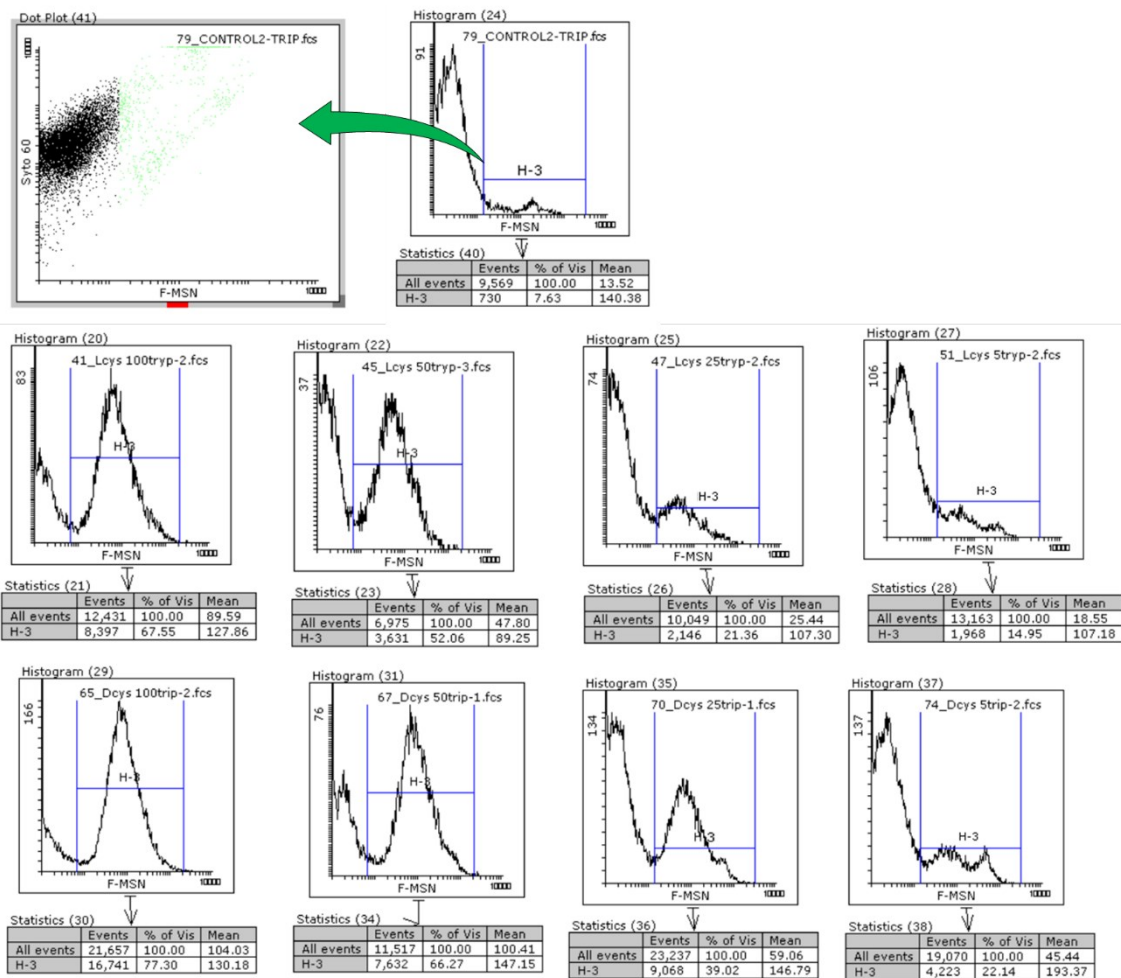 Dot Plot (41)
79_CONTROL2-TRIP.fcs
Syto 60
F-MSN
Histogram (24)
79_CONTROL2-TRIP.fcs
91
H-3
F-MSN
Statistics (40)
Events % of Vis Mean
All events 9,569 100.00 13.52
H-3 730 7.63 140.38
Histogram (20)
41_Lcys 100tryp-2.fcs
83
H-3
F-MSN
Statistics (21)
Events % of Vis Mean
All events 12,431 100.00 89.59
H-3 8,397 67.55 127.86
Histogram (22)
45_Lcys 50tryp-3.fcs
37
H-3
F-MSN
Statistics (23)
Events % of Vis Mean
All events 6,975 100.00 47.80
H-3 3,631 52.06 89.25
Histogram (25)
47_Lcys 25tryp-2.fcs
74
H-3
F-MSN
Statistics (26)
Events % of Vis Mean
All events 10,049 100.00 25.44
H-3 2,146 21.36 107.30
Histogram (27)
51_Lcys 5tryp-2.fcs
106
H-3
F-MSN
Statistics (28)
Events % of Vis Mean
All events 13,163 100.00 18.55
H-3 1,968 14.95 107.18
Histogram (29)
65_Dcys 100trip-2.fcs
166
H-3
F-MSN
Statistics (30)
Events % of Vis Mean
All events 21,657 100.00 104.03
H-3 16,741 77.30 130.18
Histogram (31)
67_Dcys 50trip-1.fcs
76
H-3
F-MSN
Statistics (34)
Events % of Vis Mean
All events 11,517 100.00 100.41
H-3 7,632 66.27 147.15
Histogram (35)
70_Dcys 25trip-1.fcs
134
H-3
F-MSN
Statistics (36)
Events % of Vis Mean
All events 23,237 100.00 59.06
H-3 9,068 39.02 146.79
Histogram (37)
74_Dcys 5trip-2.fcs
137
H-3
F-MSN
Statistics (38)
Events % of Vis Mean
All events 19,070 100.00 45.44
H-3 4,223 22.14 193.37